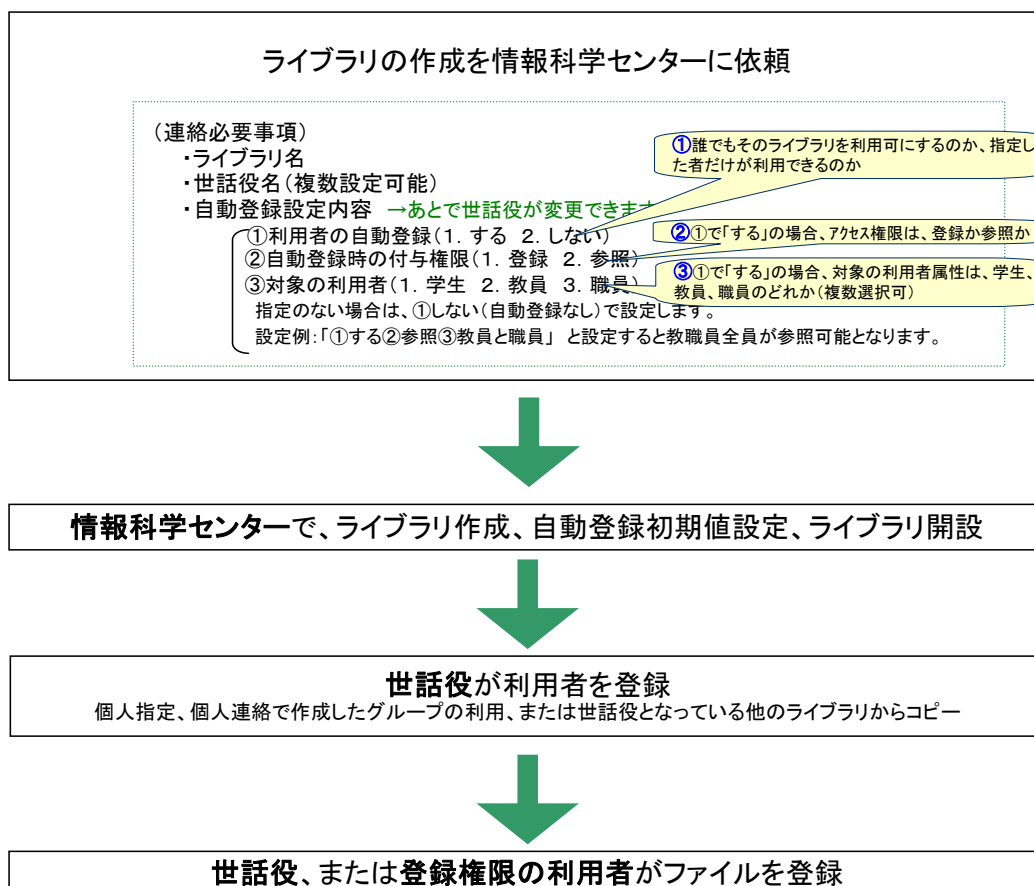 ライブラリの作成を情報科学センターに依頼
（連絡必要事項）
・ライブラリ名
・世話役名（複数設定可能）
・自動登録設定内容 →あとで世話役が変更できます
①利用者の自動登録（1．する 2．しない）
②自動登録時の付与権限（1．登録 2．参照）
③対象の利用者（1．学生 2．教員 3．職員）
指定のない場合は、①しない（自動登録なし）で設定します。
設定例：「①する②参照③教員と職員」 と設定すると教職員全員が参照可能となります。
①誰でもそのライブラリを利用可にするのか、指定し
た者だけが利用できるのか
②①で「する」の場合、アクセス権限は、登録か参照か
③①で「する」の場合、対象の利用者属性は、学生、
教員、職員のどれか（複数選択可）
情報科学センターで、ライブラリ作成、自動登録初期値設定、ライブラリ開設
世話役が利用者を登録
個人指定、個人連絡で作成したグループの利用、または世話役となっている他のライブラリからコピー
世話役、または登録権限の利用者がファイルを登録